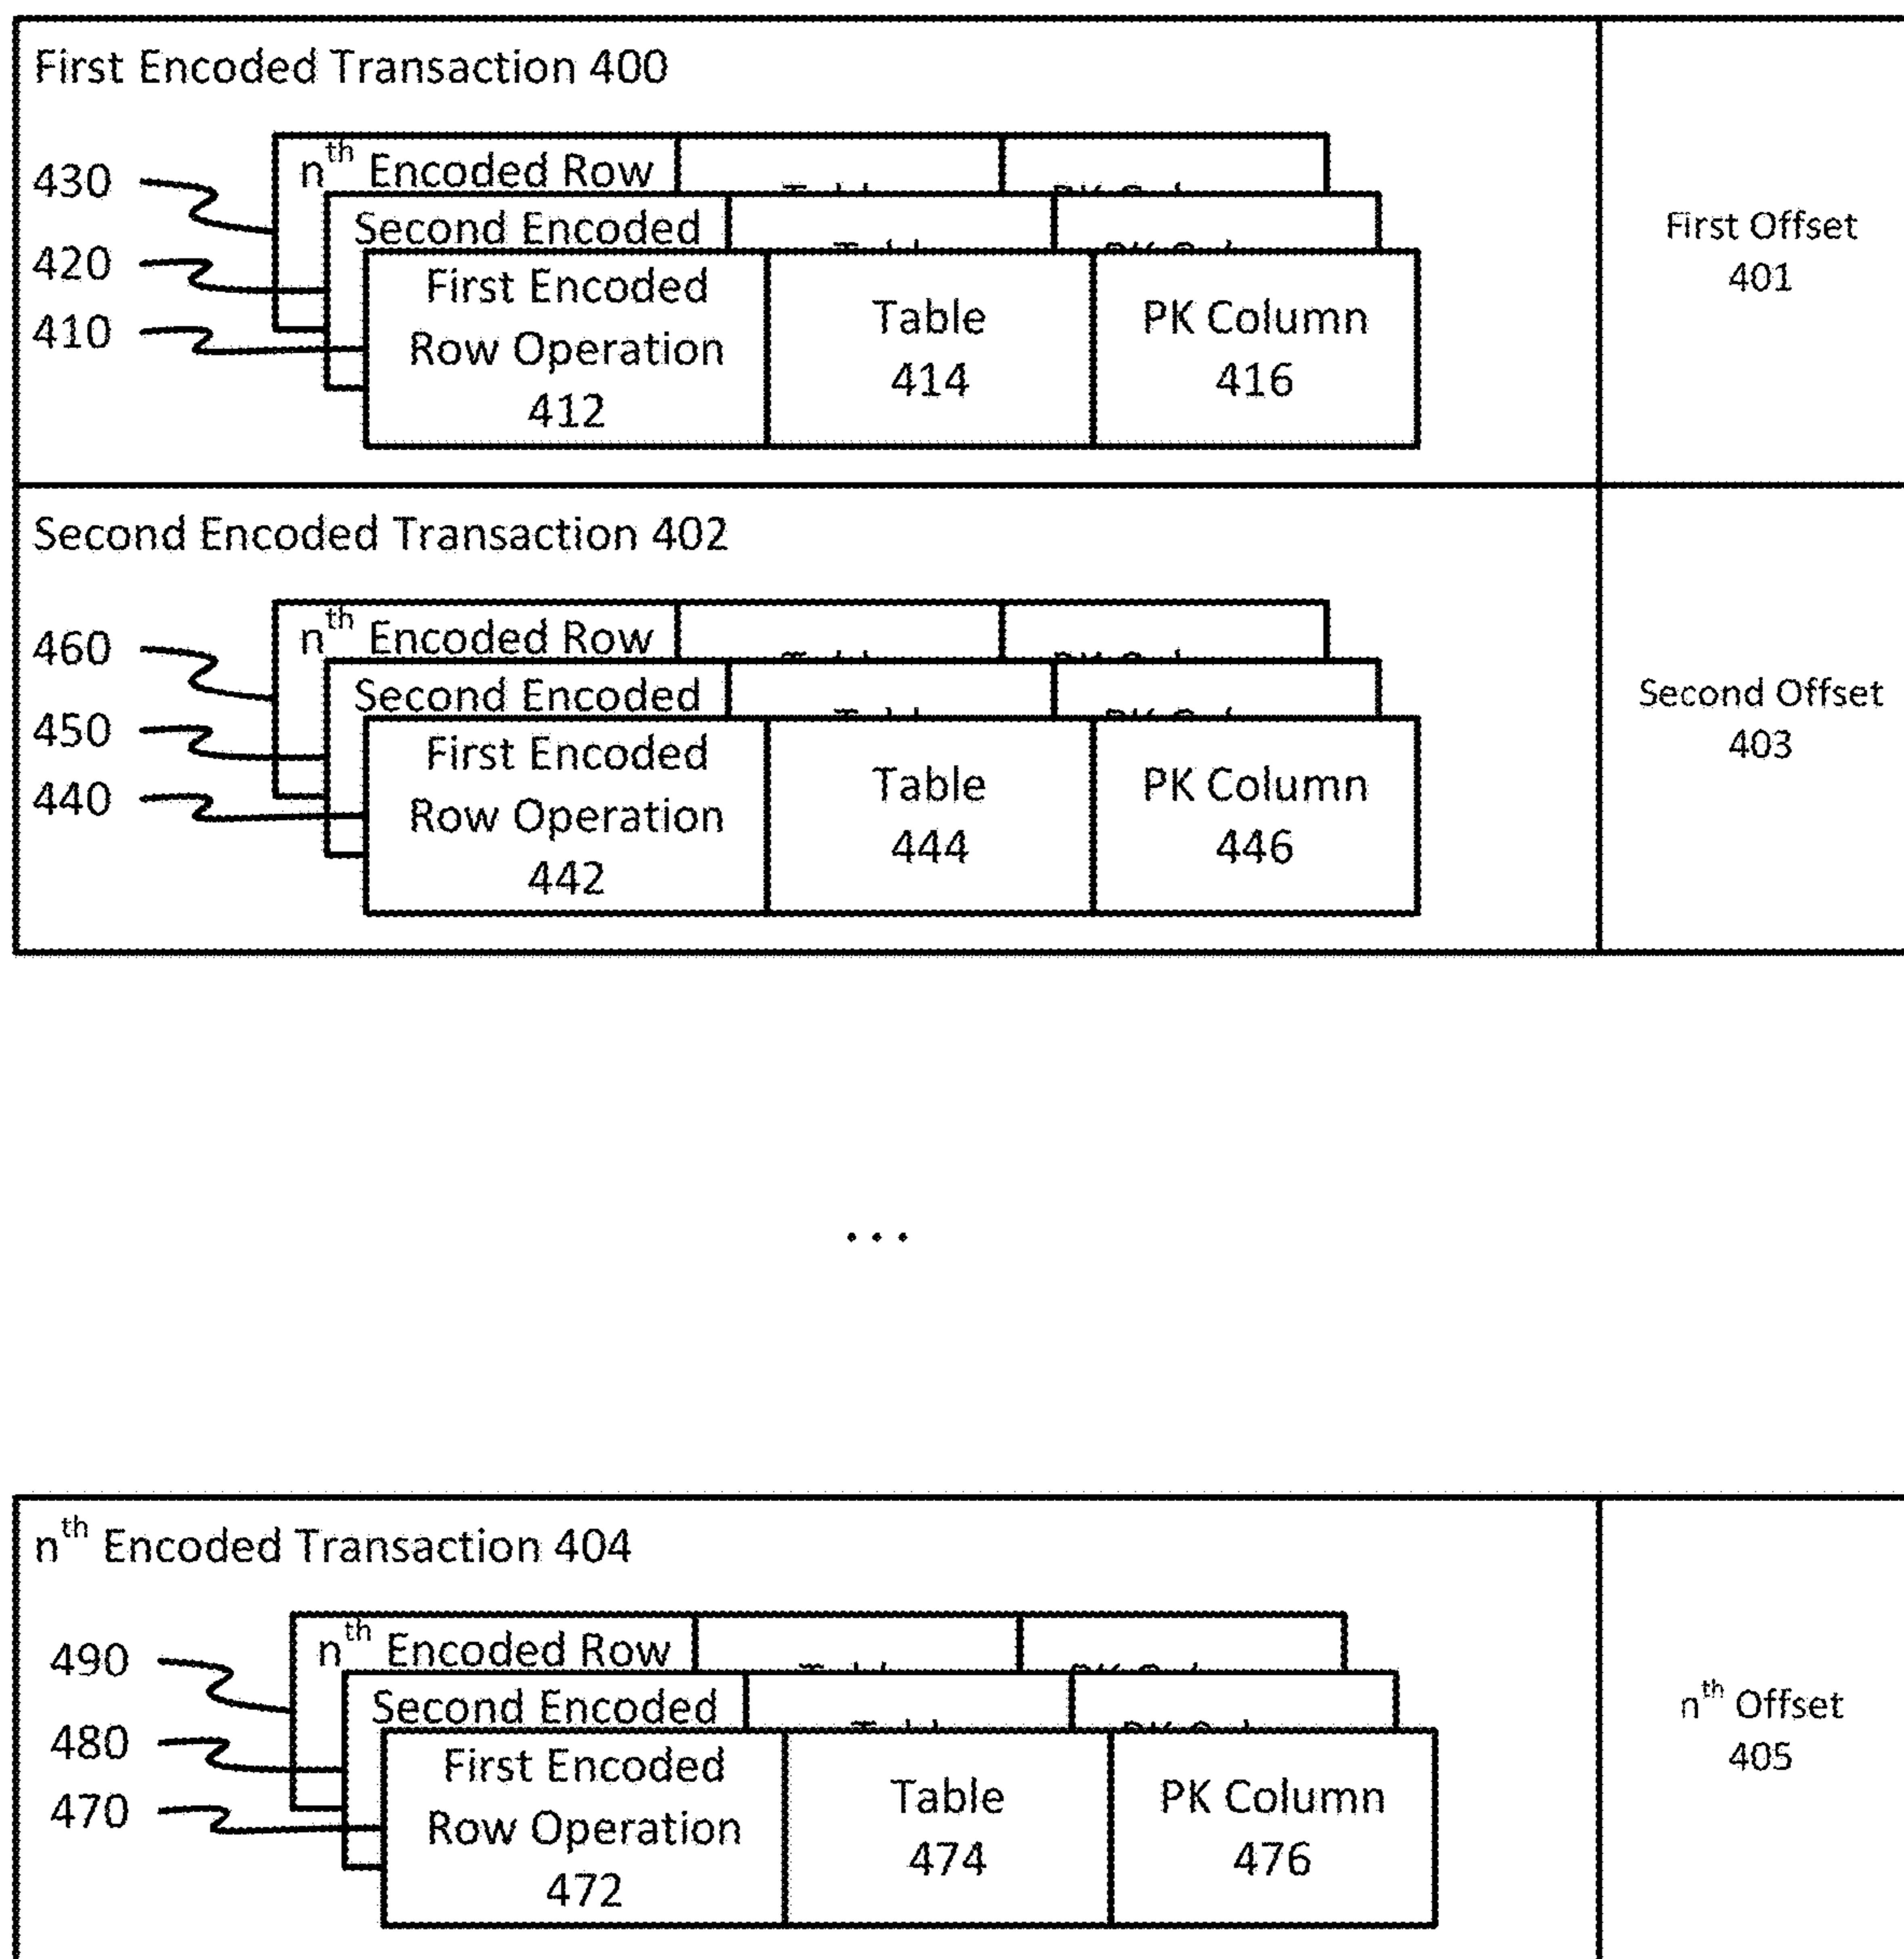 First Encoded Transaction 400
430
nth Encoded Row
420
Second Encoded
410
First Encoded
Row Operation
412
Table
414
PK Column
416
First Offset
401
Second Encoded Transaction 402
460
nth Encoded Row
450
Second Encoded
440
First Encoded
Row Operation
442
Table
444
PK Column
446
Second Offset
403
...
nth Encoded Transaction 404
490
nth Encoded Row
480
Second Encoded
470
First Encoded
Row Operation
472
Table
474
PK Column
476
nth Offset
405